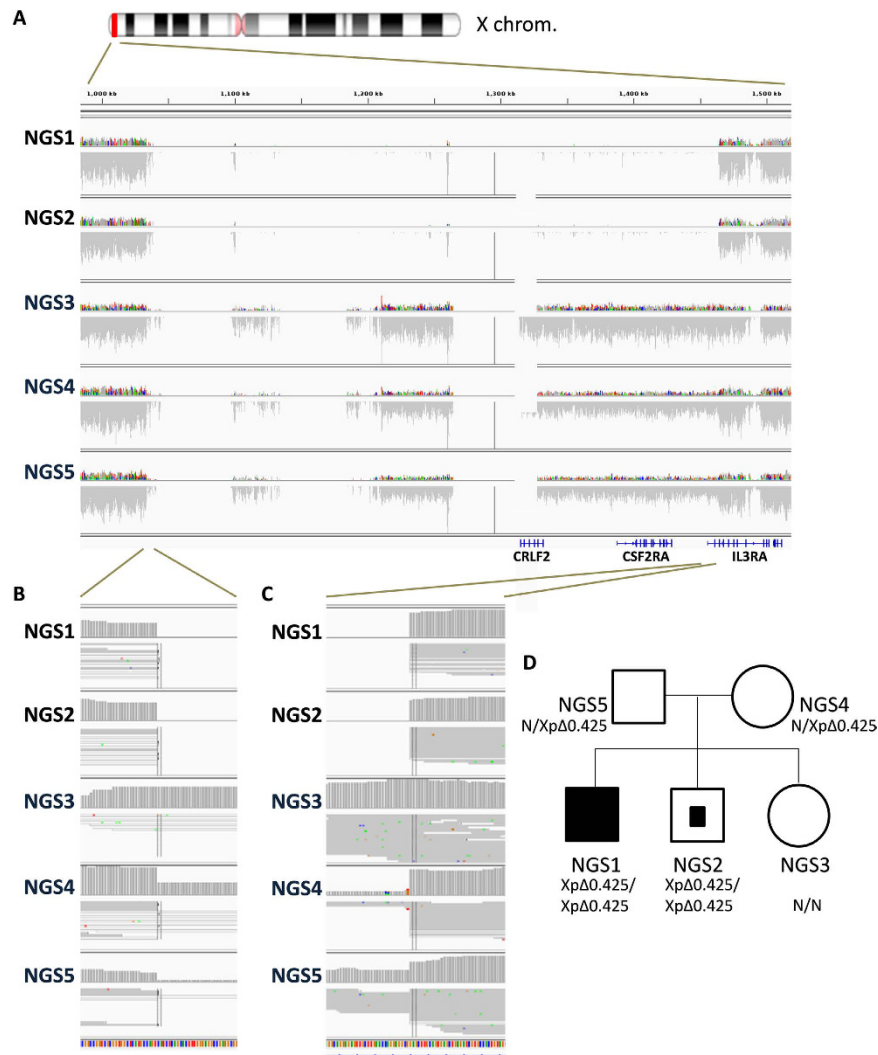 A
X chrom.
1,000 kb 1,100 kb 1,200 kb 1,300 kb 1,400 kb 1,500 kb
NGS1
NGS2
NGS3
NGS4
NGS5
CRLF2 CSF2RA IL3RA
B
NGS1
NGS2
NGS3
NGS4
NGS5
C
NGS1
NGS2
NGS3
NGS4
NGS5
D
NGS5
N/XpΔ0.425
NGS4
N/XpΔ0.425
NGS1
XpΔ0.425/
XpΔ0.425
NGS2
XpΔ0.425/
XpΔ0.425
NGS3
N/N